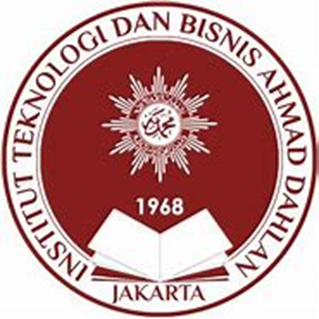 INSTITUT TEKNOLOGI DAN BISNIS AHMAD DAHLAN
1968
JAKARTA